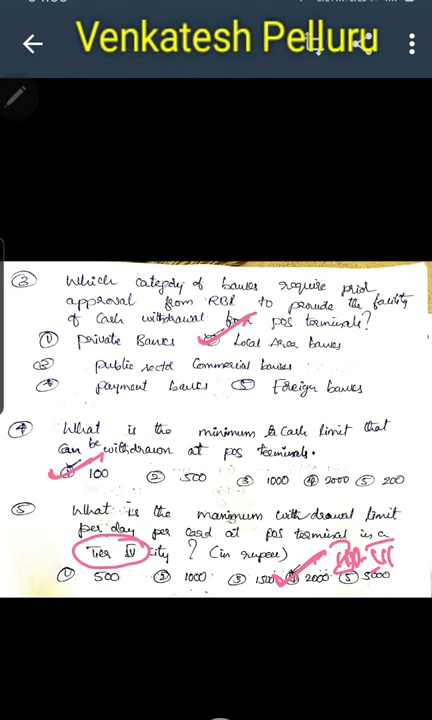 Venkatesh Pelluru
③ Which category of banks require prior
approval from RBI to provide the facility
of cash withdrawal from pos terminals?
① private Banks ③ Local Area banks
② public sector Commercial banks
④ payment banks ⑤ Foreign banks
④ What is the minimum cash limit that
can be withdrawn at pos terminals.
① 100 ② 500 ③ 1000 ④ 2000 ⑤ 200
⑤ What is the maximum withdrawal limit
per day per card at pos terminal in a
Tier IV city? (in rupees)
① 500 ② 1000 ③ 1500 ④ 2000 ⑤ 5000